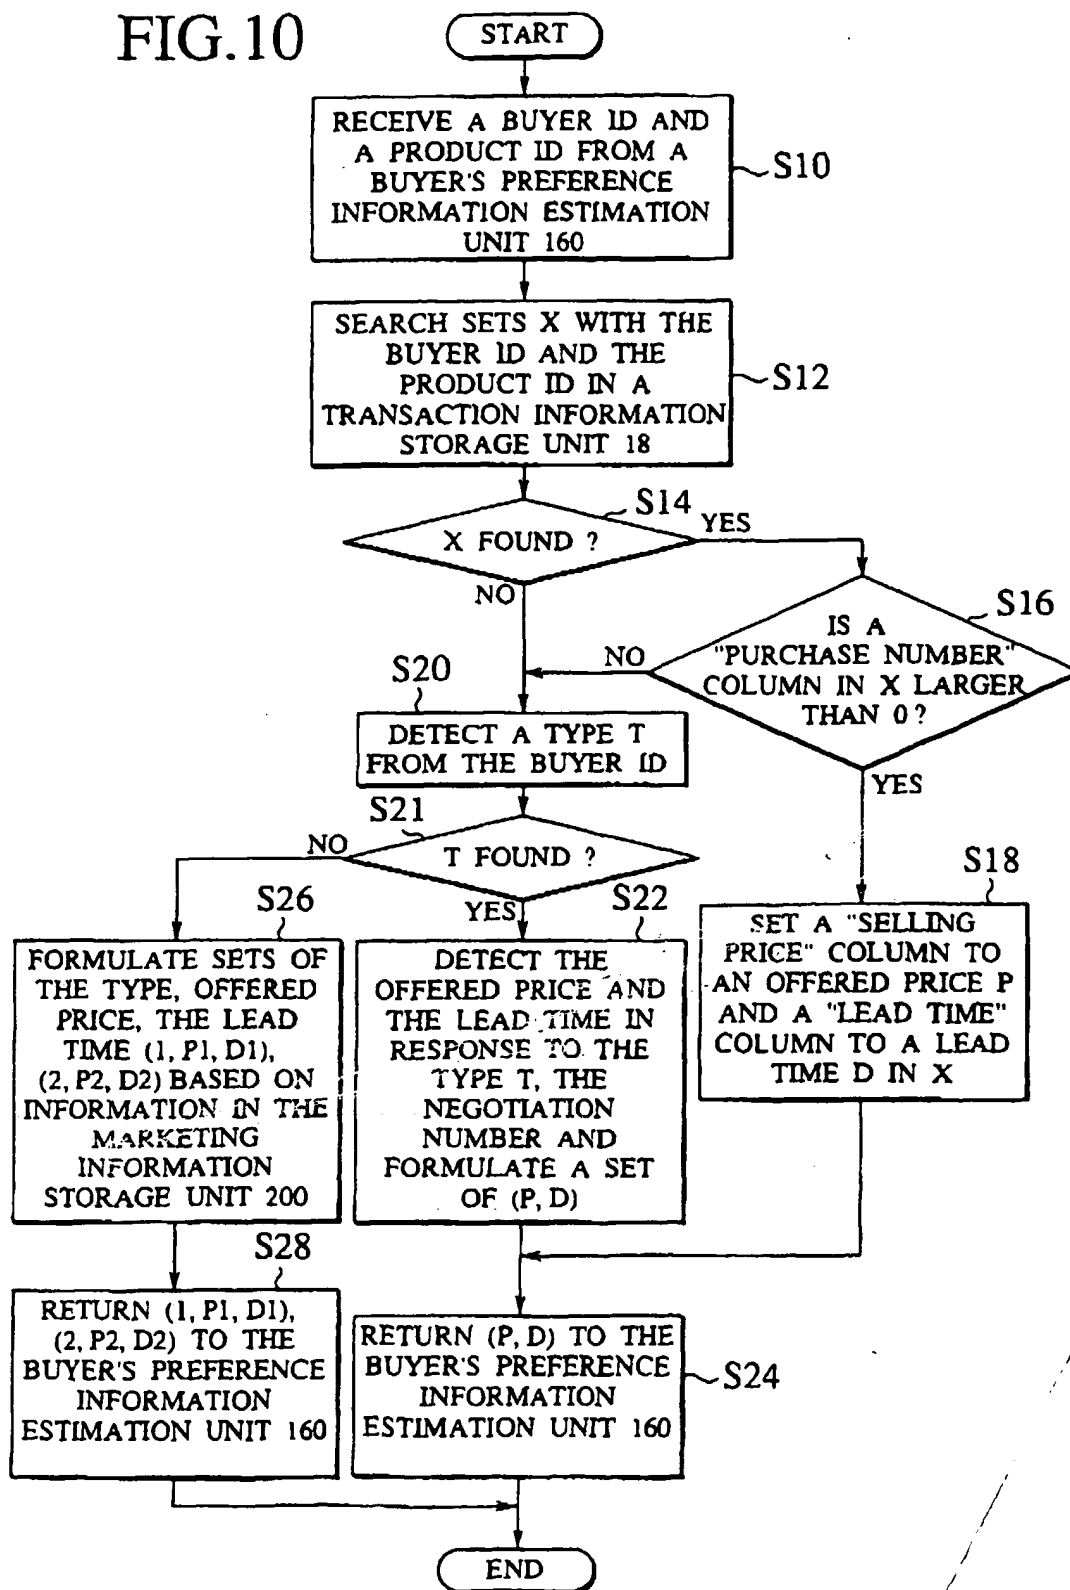 FIG.10
START
RECEIVE A BUYER ID AND
A PRODUCT ID FROM A
BUYER'S PREFERENCE
INFORMATION ESTIMATION
UNIT 160
S10
SEARCH SETS X WITH THE
BUYER ID AND THE
PRODUCT ID IN A
TRANSACTION INFORMATION
STORAGE UNIT 18
S12
S14
X FOUND ?
YES
NO
S16
IS A
"PURCHASE NUMBER"
COLUMN IN X LARGER
THAN 0 ?
NO
YES
S20
DETECT A TYPE T
FROM THE BUYER ID
S21
T FOUND ?
NO
YES
S26
FORMULATE SETS OF
THE TYPE, OFFERED
PRICE, THE LEAD
TIME (1, P1, D1),
(2, P2, D2) BASED ON
INFORMATION IN THE
MARKETING
INFORMATION
STORAGE UNIT 200
S22
DETECT THE
OFFERED PRICE AND
THE LEAD TIME IN
RESPONSE TO THE
TYPE T, THE
NEGOTIATION
NUMBER AND
FORMULATE A SET
OF (P, D)
S18
SET A "SELLING
PRICE" COLUMN TO
AN OFFERED PRICE P
AND A "LEAD TIME"
COLUMN TO A LEAD
TIME D IN X
S28
RETURN (1, P1, D1),
(2, P2, D2) TO THE
BUYER'S PREFERENCE
INFORMATION
ESTIMATION UNIT 160
RETURN (P, D) TO THE
BUYER'S PREFERENCE
INFORMATION
ESTIMATION UNIT 160
S24
END